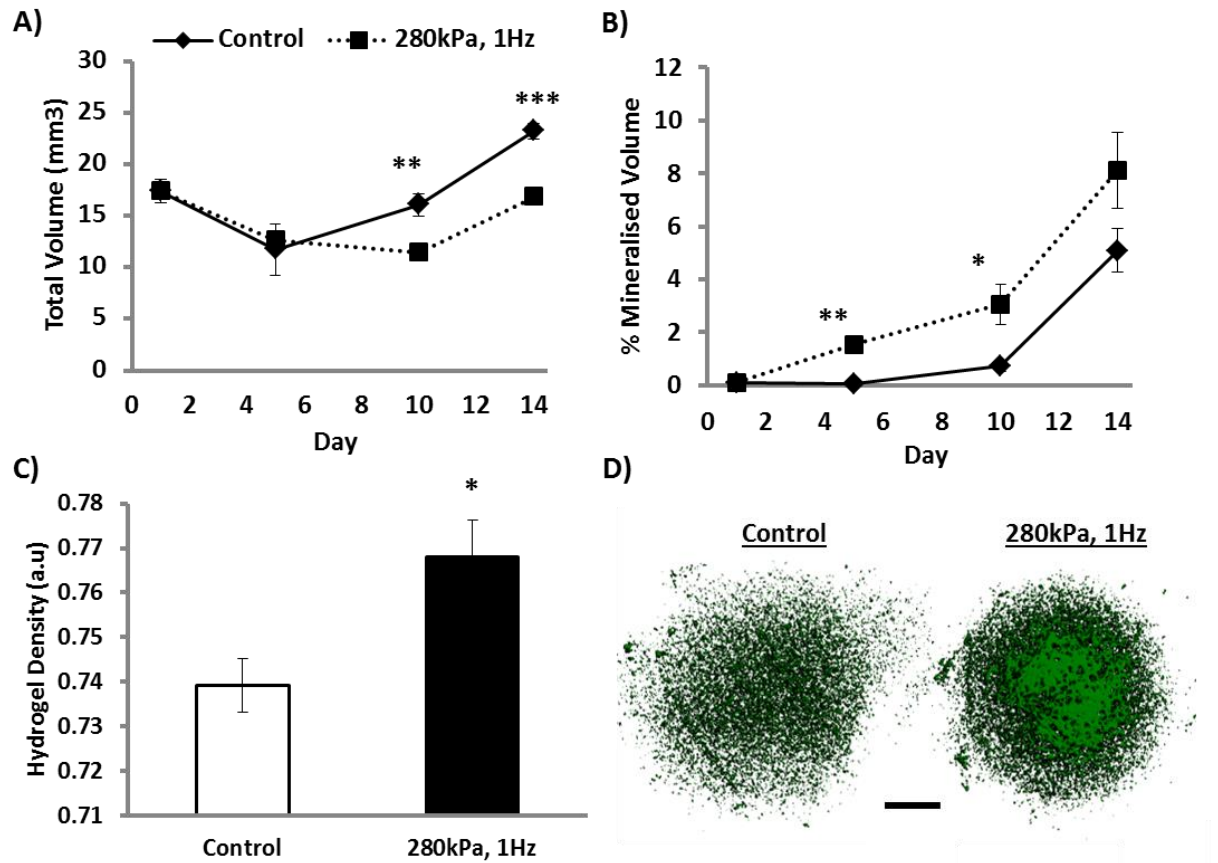 A)
Control 280kPa, 1Hz
Total Volume (mm3)
30
25
20
15
10
5
0
** ***
0 2 4 6 8 10 12 14
Day
B)
% Mineralised Volume
12
10
8
6
4
2
0
** *
0 2 4 6 8 10 12 14
Day
C)
Hydrogel Density (a.u)
0.78
0.77
0.76
0.75
0.74
0.73
0.72
0.71
*
Control 280kPa, 1Hz
D)
Control 280kPa, 1Hz